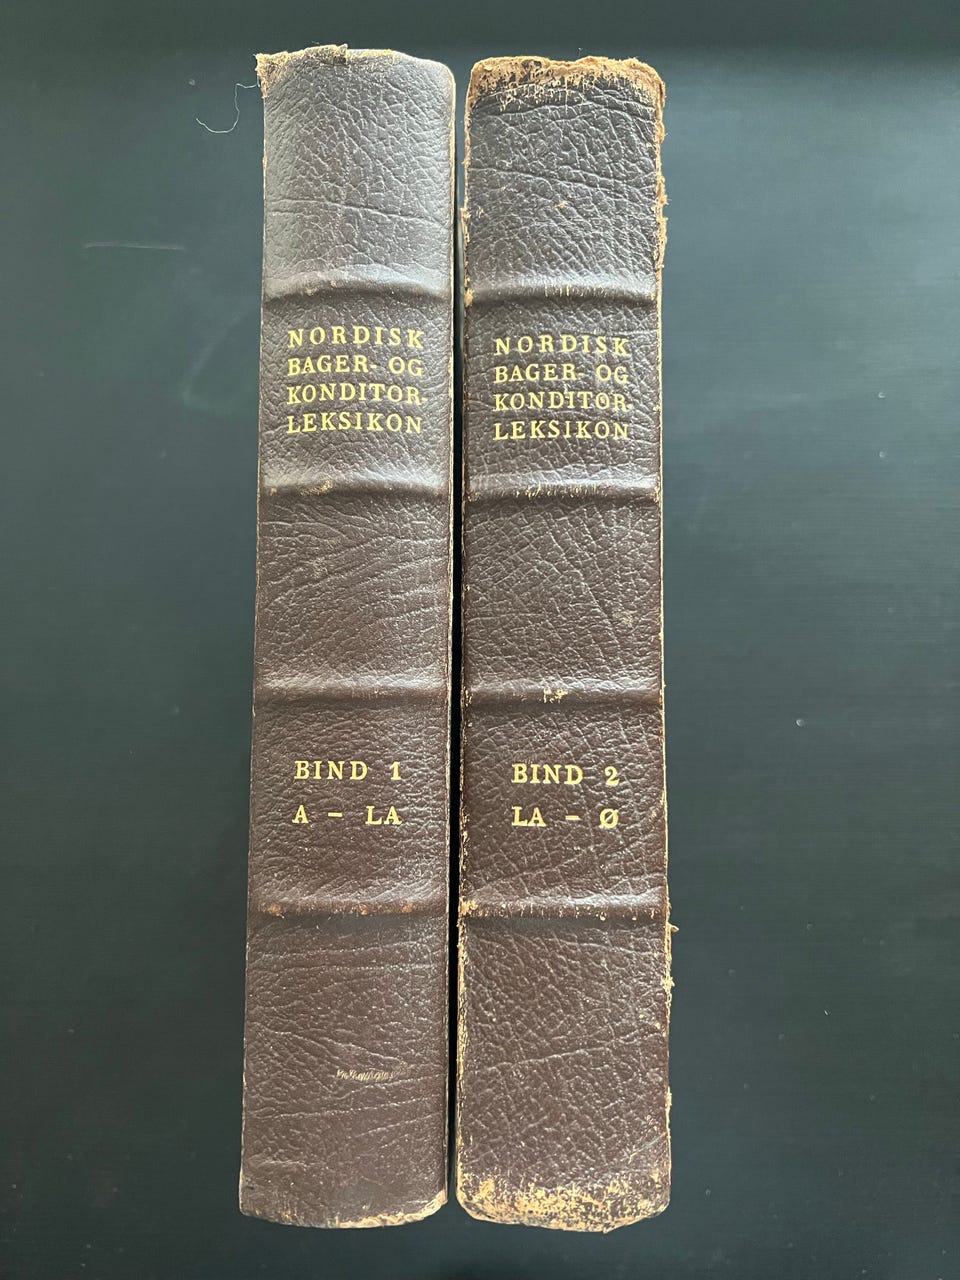 NORDISK
BAGER- OG
KONDITOR-
LEKSIKON
BIND 1
A – LA
NORDISK
BAGER- OG
KONDITOR-
LEKSIKON
BIND 2
LA – Ø